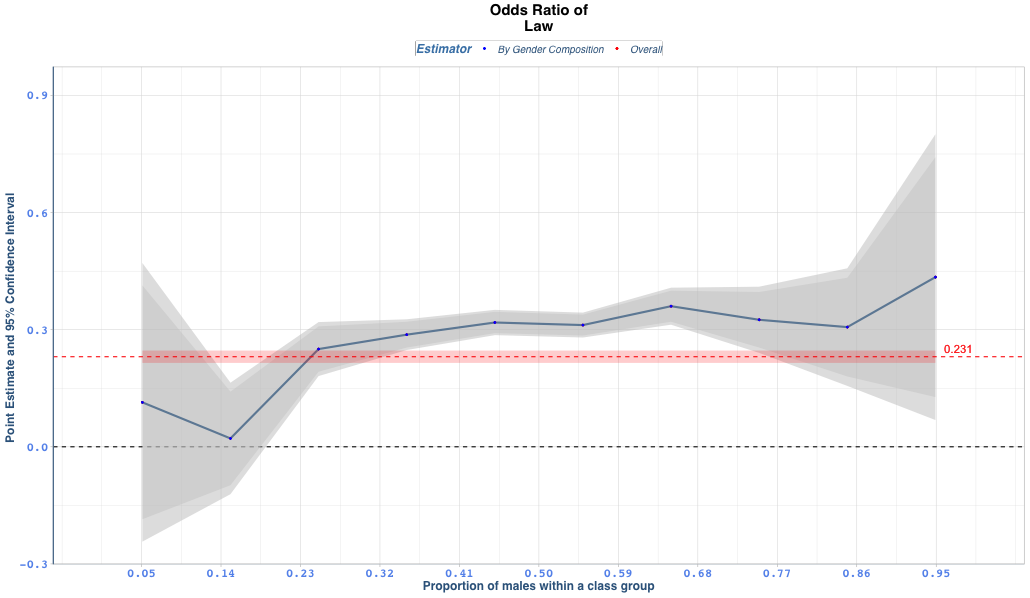 Odds Ratio of
Law
Estimator By Gender Composition Overall
Point Estimate and 95% Confidence Interval
0.9
0.6
0.3
0.0
-0.3
0.231
0.05 0.14 0.23 0.32 0.41 0.50 0.59 0.68 0.77 0.86 0.95
Proportion of males within a class group